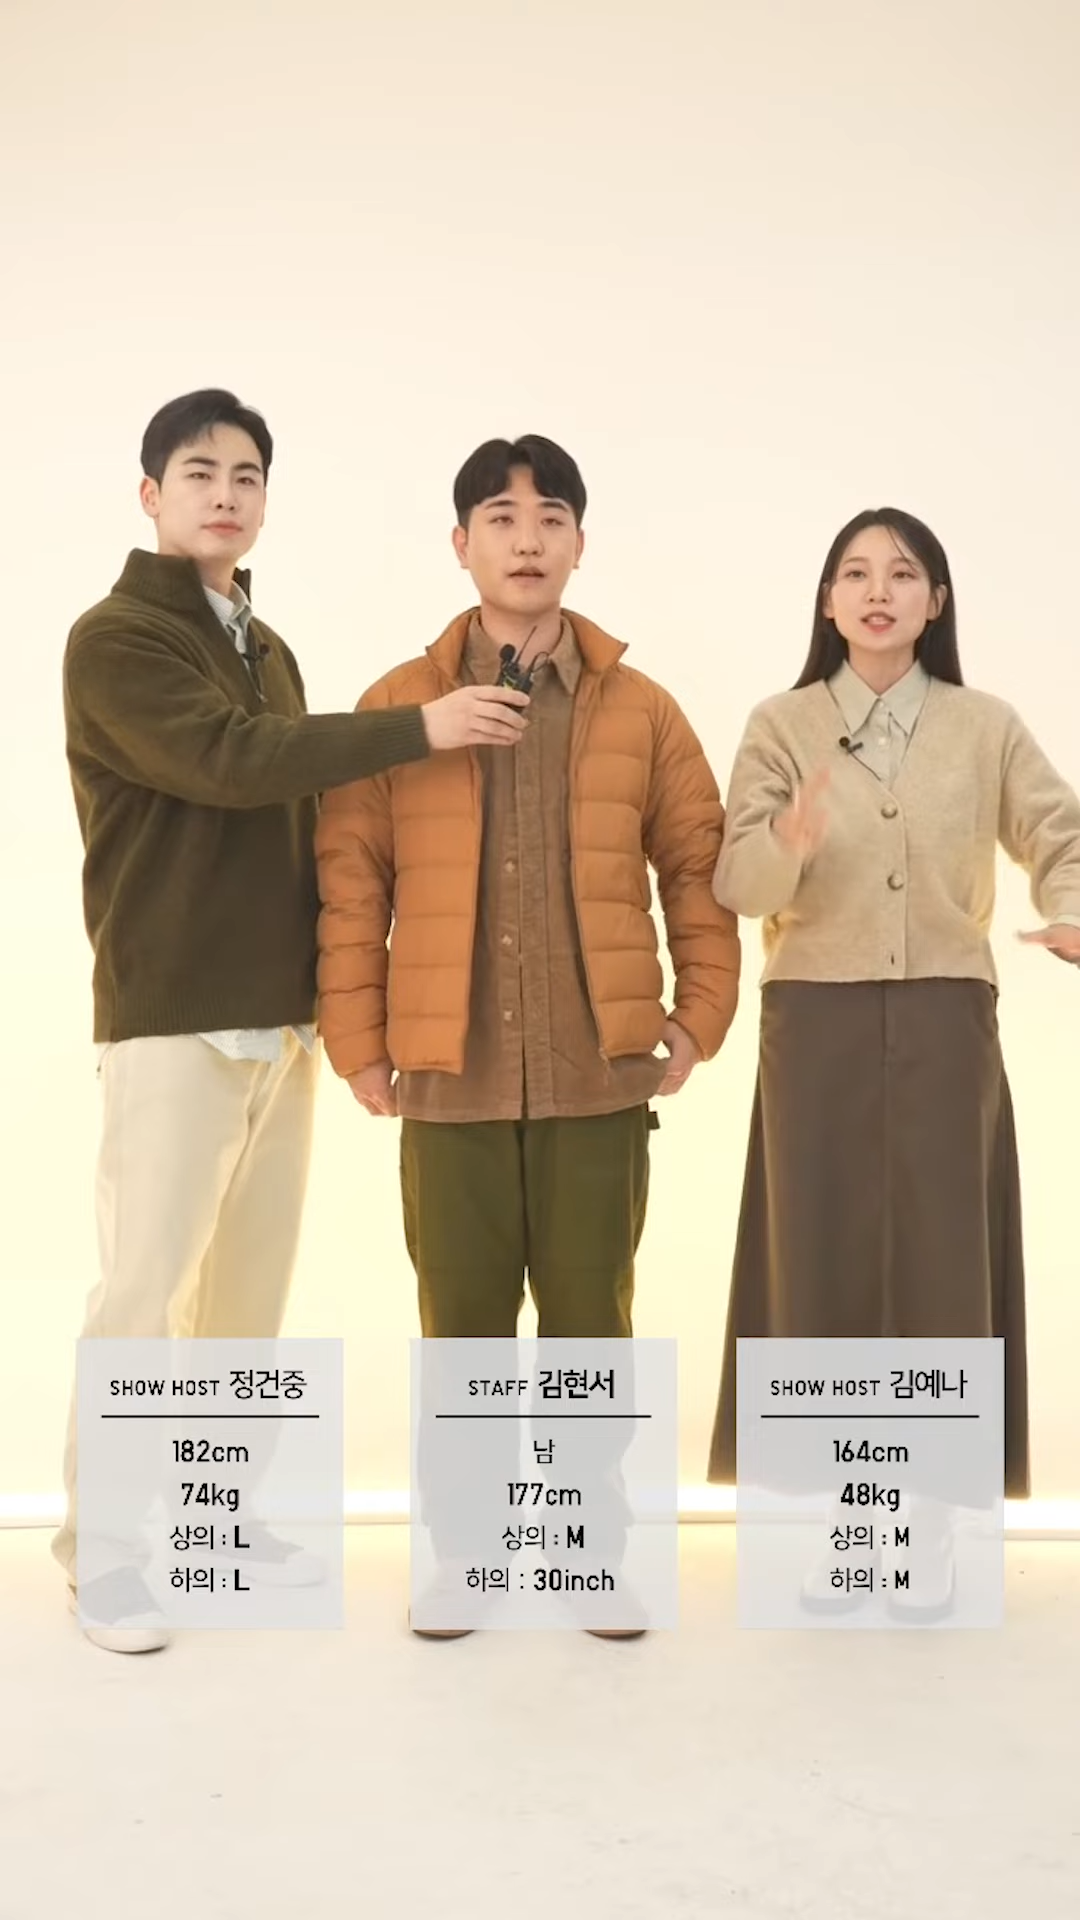 SHOW HOST 정건중
182cm
74kg
상의 : L
하의 : L
STAFF 김현서
남
177cm
상의 : M
하의 : 30inch
SHOW HOST 김예나
164cm
48kg
상의 : M
하의 : M